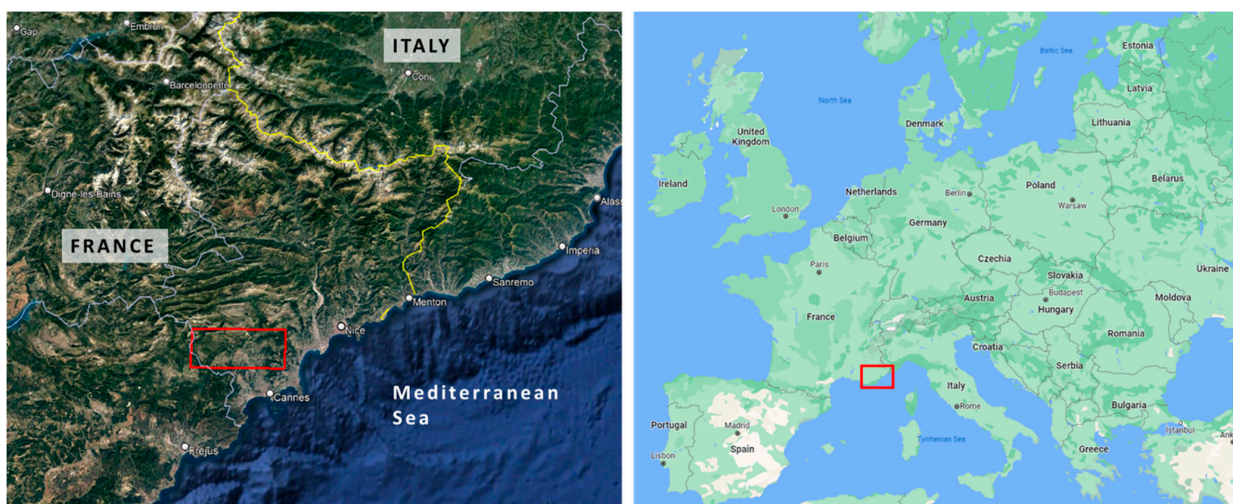 Gap
Embrun
ITALY
Coni
Barcelonnette
Digne-les-Bains
Alass
FRANCE
Imperia
Sanremo
Menton
Nice
Mediterranean
Sea
Cannes
Frejus
Baltic Sea
Estonia
North Sea
Latvia
Denmark
Lithuania
United
Kingdom
Ireland
Netherlands
Berlin
Poland
Belarus
London
Warsaw
Germany
Belgium
Czechia
Paris
Slovakia
Ukraine
Austria
Budapest
Hungary
Moldova
France
Romania
Croatia
Serbia
Italy
Bulgaria
Rome
Portugal
Madrid
Istanbul
Ank
Tyrrhenian Sea
Spain
Greece
Lisbon